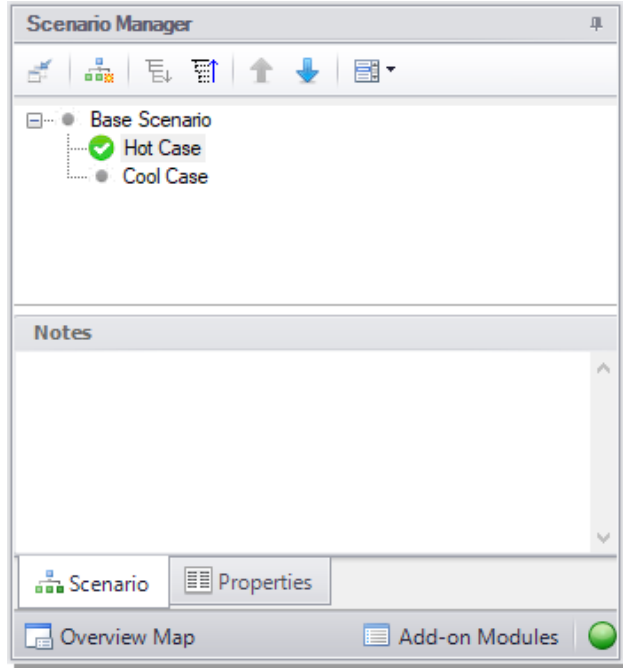 Scenario Manager
Base Scenario
Hot Case
Cool Case
Notes
Scenario
Properties
Overview Map
Add-on Modules